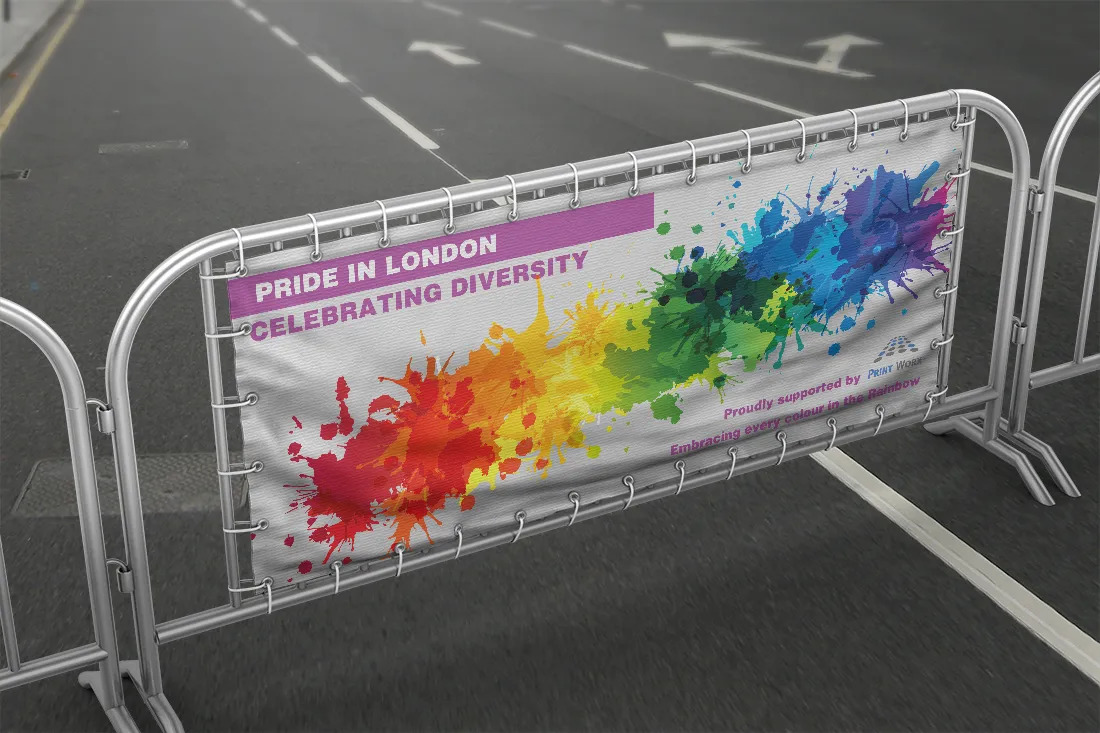 PRIDE IN LONDON
CELEBRATING DIVERSITY
Proudly supported by PRINT WORX
Embracing every colour in the Rainbow